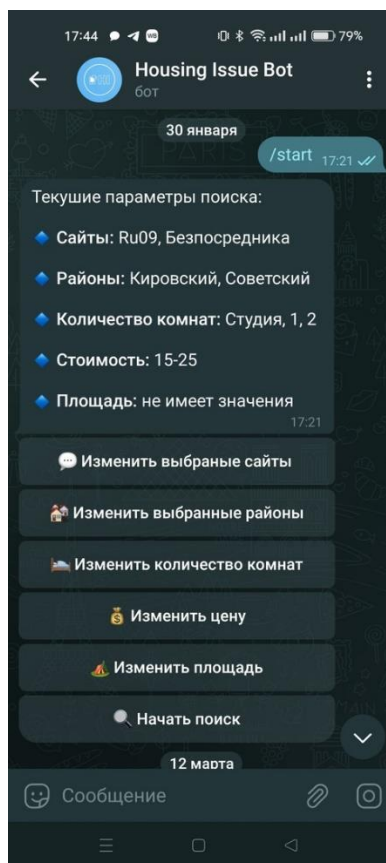 17:44 79%
Housing Issue Bot
бот
30 января
/start 17:21
Текушие параметры поиска:
Сайты: Ru09, Безпосредника
Районы: Кировский, Советский
Количество комнат: Студия, 1, 2
Стоимость: 15-25
Площадь: не имеет значения
17:21
Изменить выбраные сайты
Изменить выбранные районы
Изменить количество комнат
Изменить цену
Изменить площадь
Начать поиск
12 марта
Сообщение